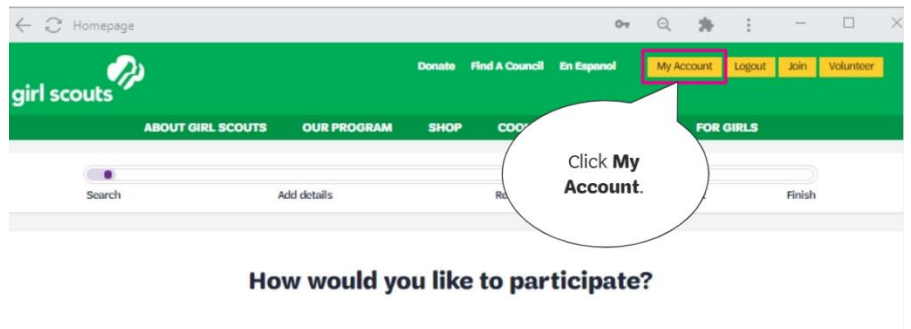 Homepage
Donate Find A Council En Espanol My Account Logout Join Volunteer
girl scouts
ABOUT GIRL SCOUTS OUR PROGRAM SHOP FOR GIRLS
Click My
Account.
Search Add details Finish
How would you like to participate?